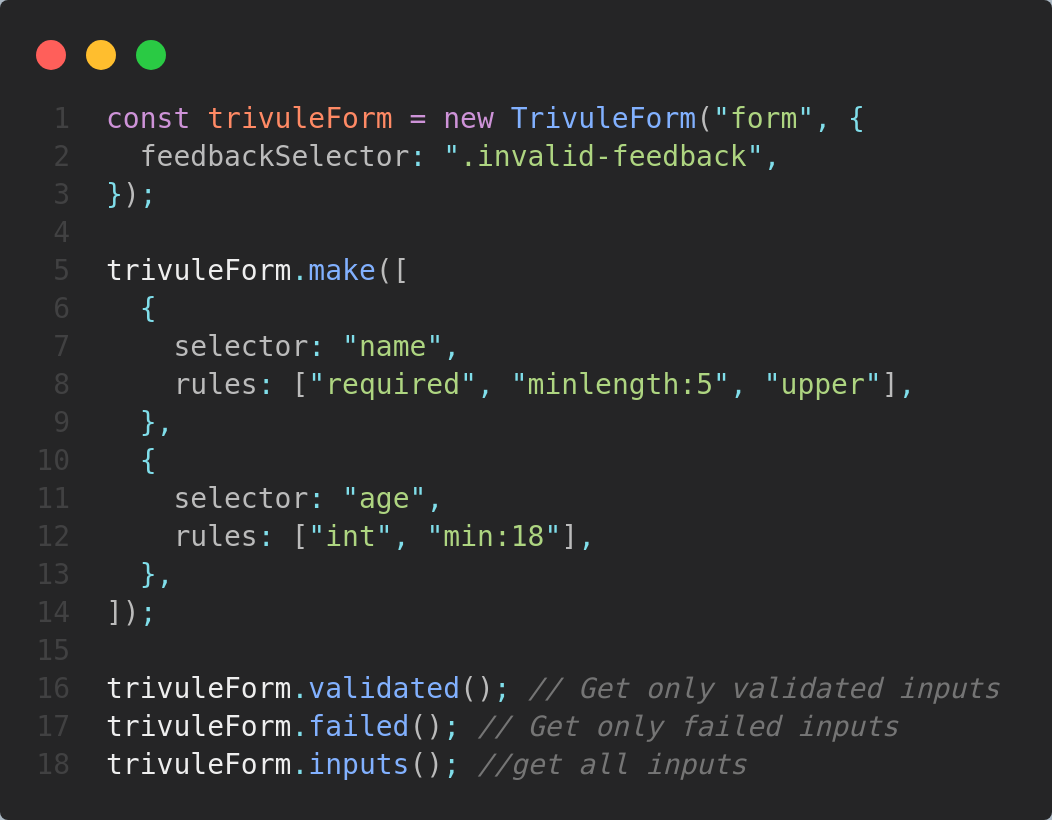 1 const trivuleForm = new TrivuleForm("form", {
2   feedbackSelector: ".invalid-feedback",
3 });
4
5 trivuleForm.make([
6   {
7     selector: "name",
8     rules: ["required", "minlength:5", "upper"],
9   },
10   {
11     selector: "age",
12     rules: ["int", "min:18"],
13   },
14 ]);
15
16 trivuleForm.validated(); // Get only validated inputs
17 trivuleForm.failed(); // Get only failed inputs
18 trivuleForm.inputs(); //get all inputs